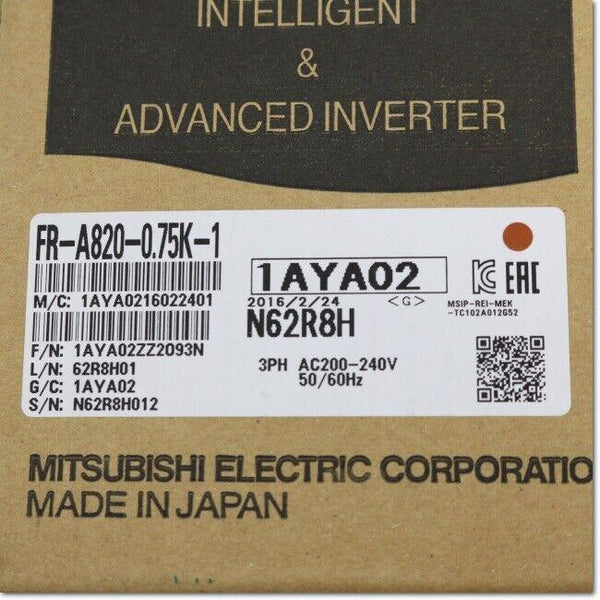 INTELLIGENT
&
ADVANCED INVERTER
FR-A820-0.75K-1
M/C: 1AYA0216022401
F/N: 1AYA02ZZ2093N
L/N: 62R8H01
G/C: 1AYA02
S/N: N62R8H012
1AYA02
2016/2/24 <G>
N62R8H
3PH AC200-240V
50/60Hz
EAC
MSIP-REI-MEK
-TC102A012G52
MITSUBISHI ELECTRIC CORPORATIO
MADE IN JAPAN